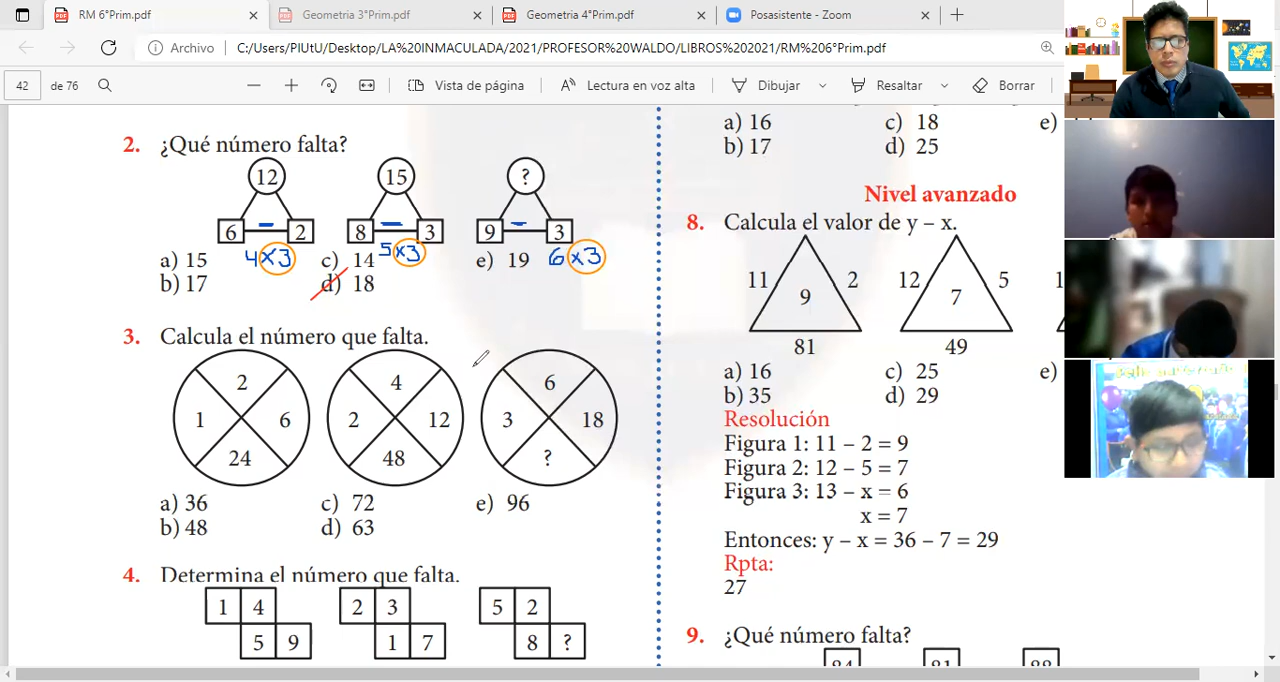 RM 6°Prim.pdf
Geometria 3°Prim.pdf
Geometria 4°Prim.pdf
Posasistente - Zoom
Archivo
C:/Users/PIUtU/Desktop/LA%20INMACULADA/2021/PROFESOR%20WALDO/LIBROS%202021/RM%206°Prim.pdf
42 de 76
Vista de página
Lectura en voz alta
Dibujar
Resaltar
Borrar
2. ¿Qué número falta?
12 15 ?
6 - 2 8 - 3 9 - 3
4 x 3 5 x 3 6 x 3
a) 15 c) 14 e) 19
b) 17 d) 18
3. Calcula el número que falta.
2 4 6
1 6 2 12 3 18
24 48 ?
a) 36 c) 72 e) 96
b) 48 d) 63
4. Determina el número que falta.
1 4 2 3 5 2
5 9 1 7 8 ?
a) 16 c) 18 e)
b) 17 d) 25
Nivel avanzado
8. Calcula el valor de y – x.
11 2 12 5 1
9 7
81 49
a) 16 c) 25 e)
b) 35 d) 29
Resolución
Figura 1: 11 – 2 = 9
Figura 2: 12 – 5 = 7
Figura 3: 13 – x = 6
x = 7
Entonces: y – x = 36 – 7 = 29
Rpta:
27
9. ¿Qué número falta?
84 81 88